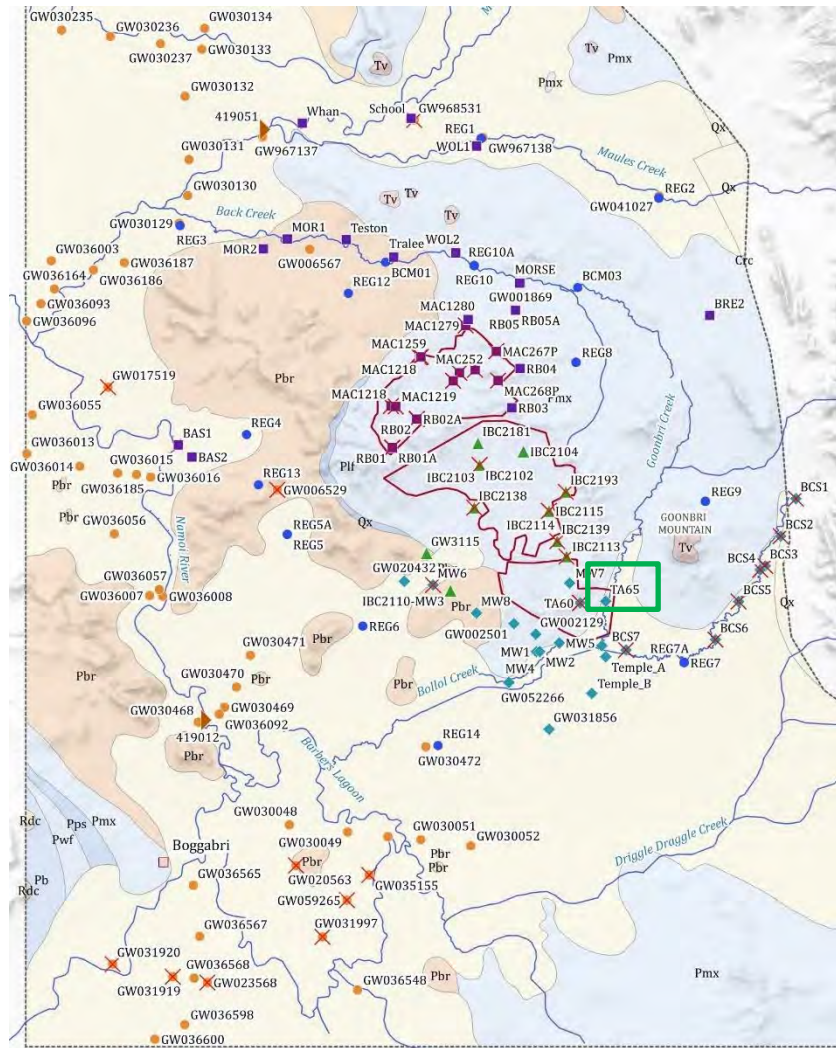 GW030235
GW030236
GW030134
GW030237
GW030133
Tv
Tv
Pmx
GW030132
Pmx
419051
Whan
School
GW968531
REG1
Qx
GW967137
WOL1
GW967138
GW030131
Maules Creek
REG2
Qx
GW030130
Tv
Tv
GW041027
Back Creek
Tv
GW030129
REG3
MOR1
Teston
WOL2
GW036003
MOR2
Tralee
REG10A
Crc
GW036187
GW006567
BCM01
REG10
MORSE
BCM03
GW036164
GW036186
REG12
GW036093
MAC1280
GW001869
BRE2
GW036096
MAC1279
RB05
RB05A
MAC1259
MAC267P
REG8
GW017519
Pbr
MAC252
RB04
MAC1218
MAC268P
Pmx
GW036055
MAC1218
MAC1219
RB03
Goonbri Creek
REG4
RB02
RB02A
IBC2181
BAS1
GW036013
BAS2
RB01
RB01A
IBC2104
GW036014
GW036015
Plf
IBC2103
IBC2102
Pbr
GW036016
REG13
IBC2193
BCS1
GW036185
GW006529
IBC2138
REG9
Pbr
Qx
IBC2115
GW036056
REG5A
IBC2114
GOONBRI
MOUNTAIN
BCS2
REG5
IBC2139
Tv
Namoi River
GW3115
IBC2113
BCS4
BCS3
GW036057
MW6
MW7
TA65
GW036007
GW036008
IBC2110-MW3
Pbr
MW8
TA60
BCS5
Qx
REG6
GW002129
BCS6
GW002501
MW5
BCS7
REG7A
GW030471
Pbr
MW1
MW2
REG7
Pbr
GW030470
Pbr
MW4
Temple_A
Bollol Creek
Temple_B
Pbr
GW030468
GW030469
GW052266
GW036092
GW031856
419012
REG14
Pbr
Barbers Lagoon
GW030472
Rdc
Pps
Pmx
GW030048
GW030051
Pwf
Boggabri
GW030049
GW030052
Pbr
Pbr
Pbr
Driggle Draggle Creek
Pb
GW036565
GW020563
GW035155
Rdc
GW059265
GW036567
GW031997
GW031920
GW036568
Pbr
Pmx
GW031919
GW023568
GW036548
GW036598
GW036600